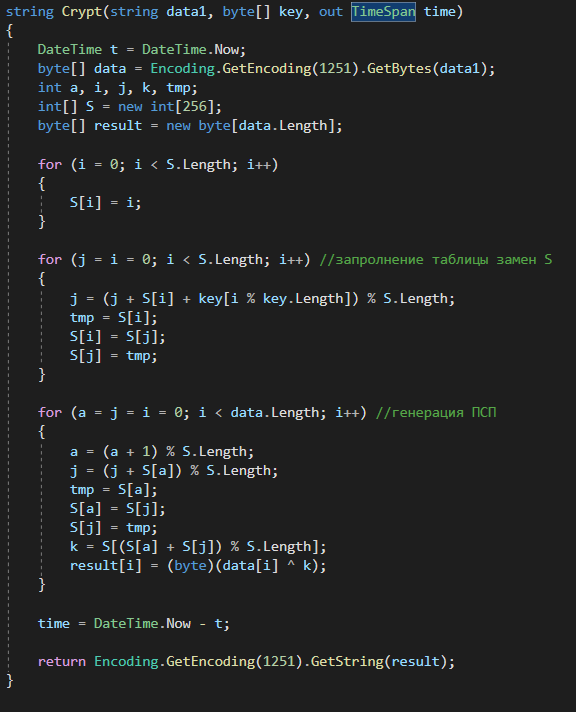 string Crypt(string data1, byte[] key, out TimeSpan time)
{
DateTime t = DateTime.Now;
byte[] data = Encoding.GetEncoding(1251).GetBytes(data1);
int a, i, j, k, tmp;
int[] S = new int[256];
byte[] result = new byte[data.Length];
for (i = 0; i < S.Length; i++)
{
S[i] = i;
}
for (j = i = 0; i < S.Length; i++) //запролнение таблицы замен S
{
j = (j + S[i] + key[i % key.Length]) % S.Length;
tmp = S[i];
S[i] = S[j];
S[j] = tmp;
}
for (a = j = i = 0; i < data.Length; i++) //генерация ПСП
{
a = (a + 1) % S.Length;
j = (j + S[a]) % S.Length;
tmp = S[a];
S[a] = S[j];
S[j] = tmp;
k = S[(S[a] + S[j]) % S.Length];
result[i] = (byte)(data[i] ^ k);
}
time = DateTime.Now - t;
return Encoding.GetEncoding(1251).GetString(result);
}